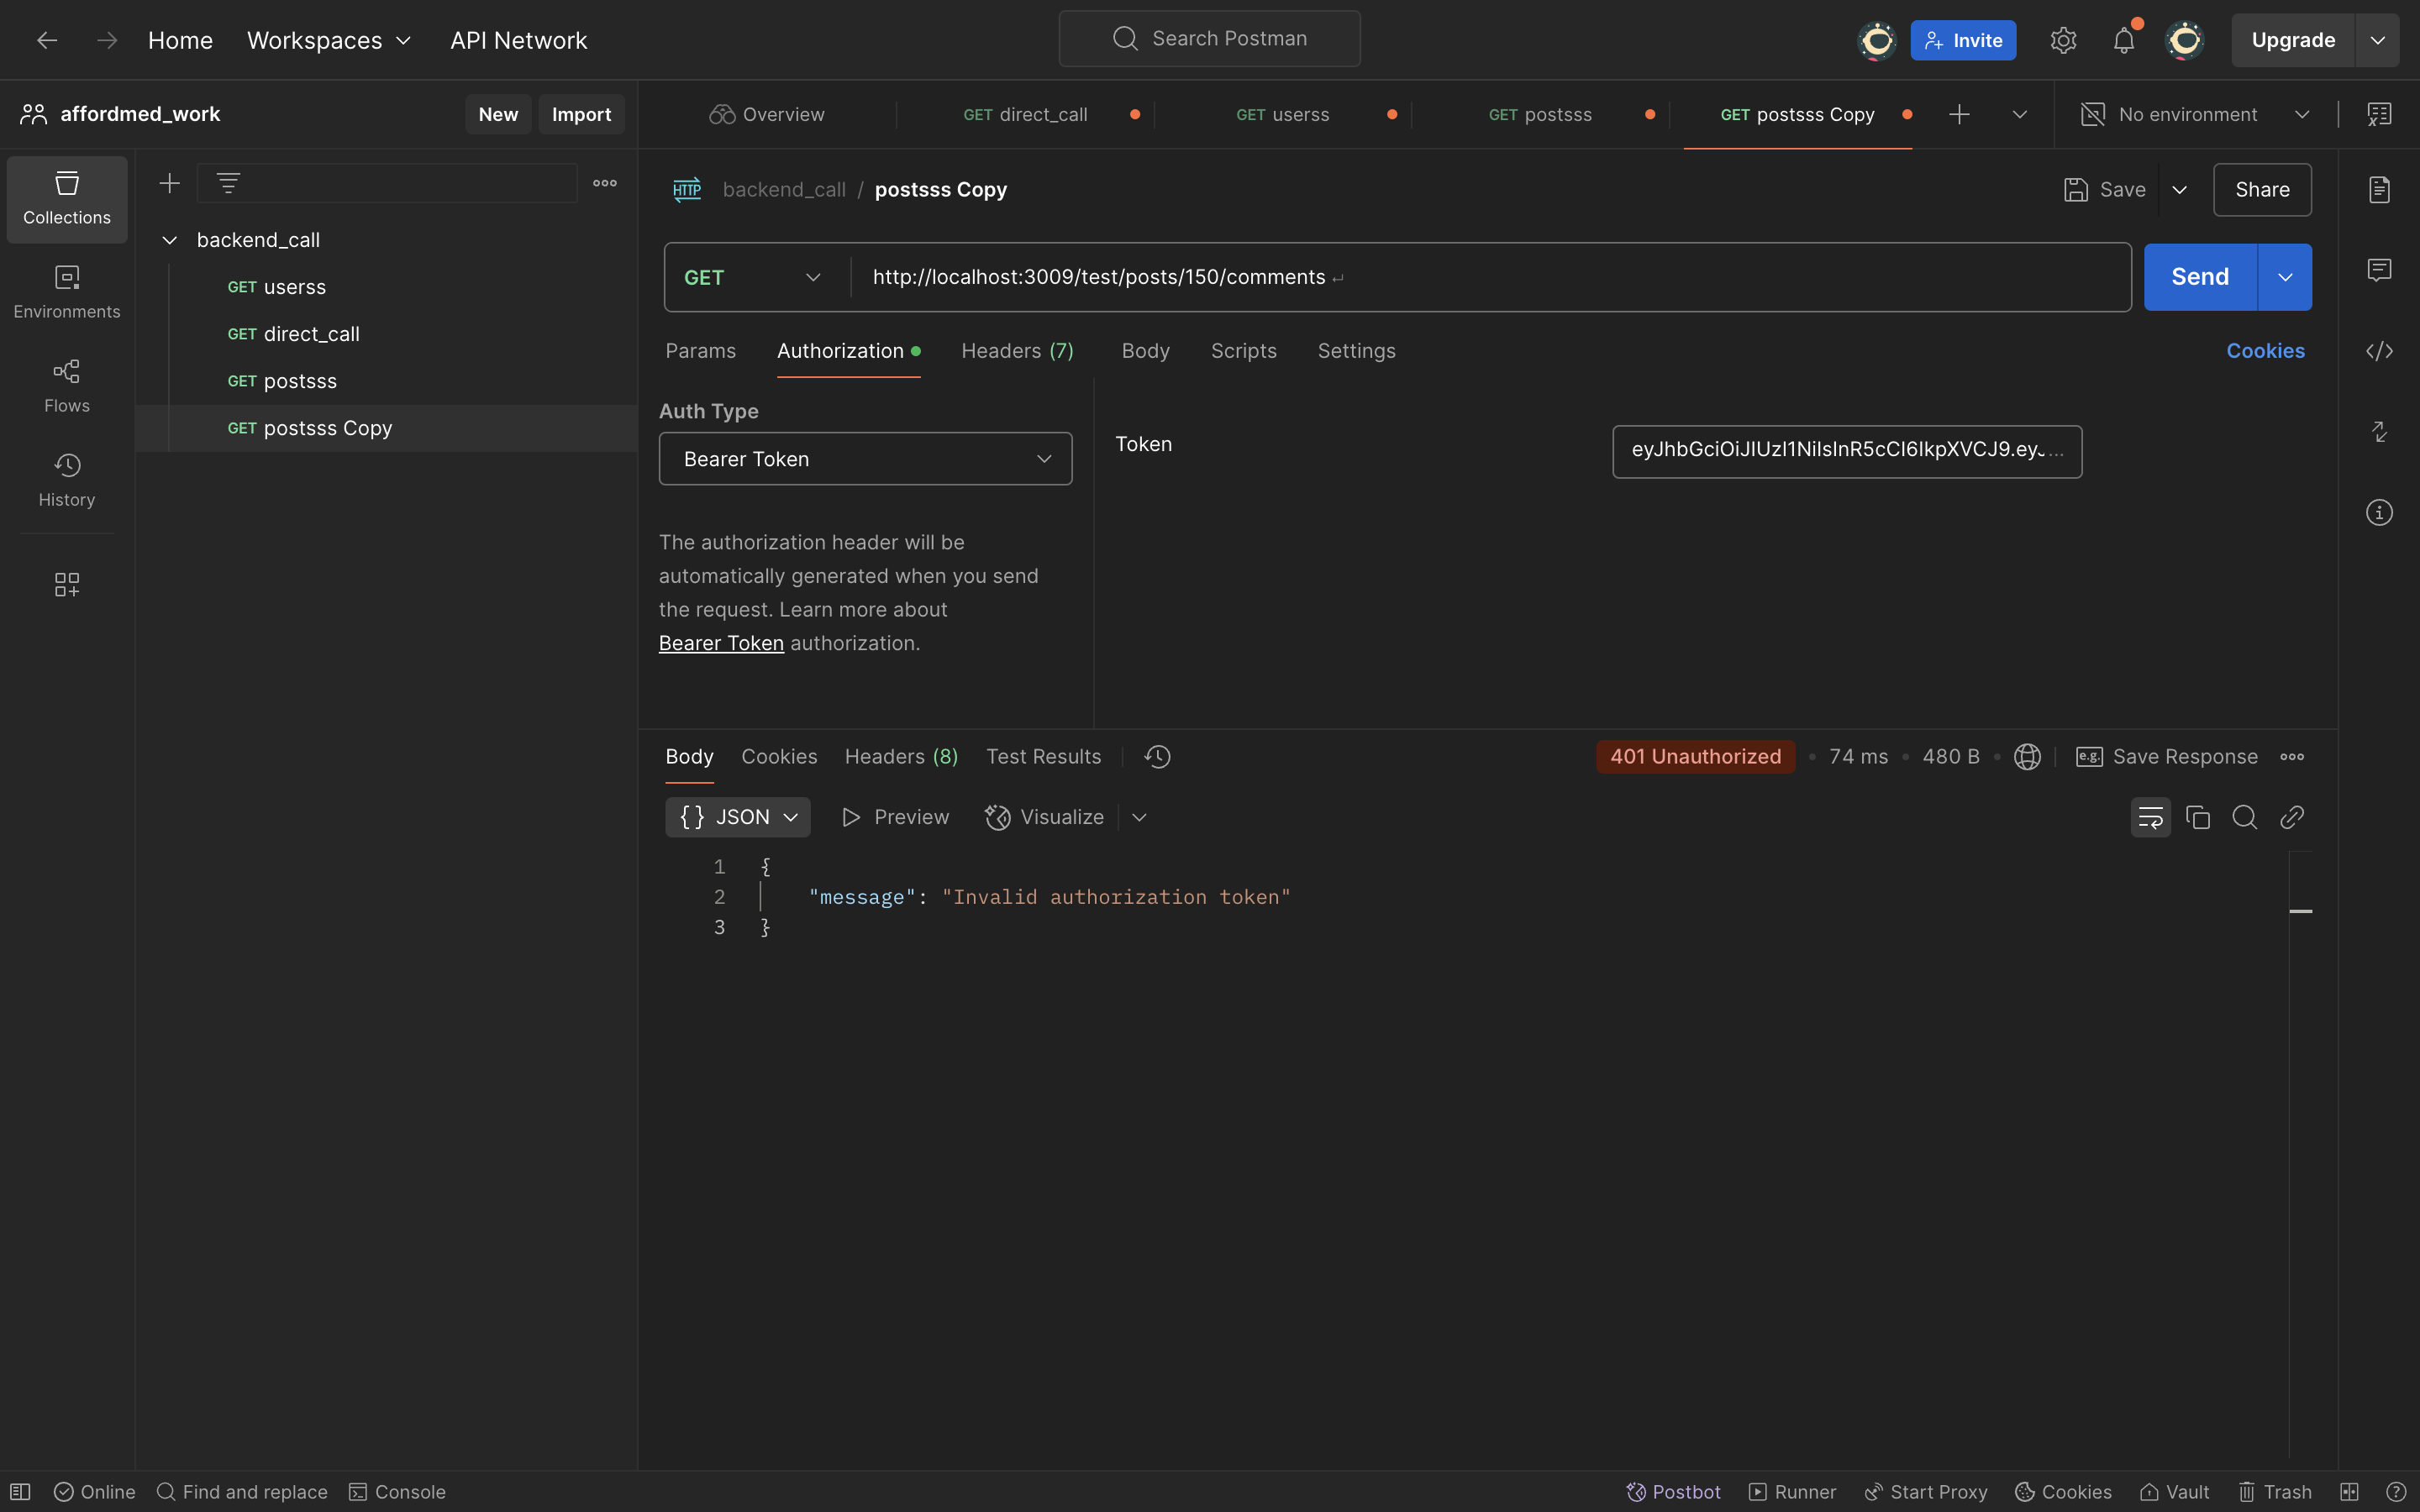 Home Workspaces API Network Search Postman Invite Upgrade
affordmed_work New Import Overview GET direct_call GET userss GET postsss GET postsss Copy No environment
Collections
Environments
Flows
History
backend_call
GET userss
GET direct_call
GET postsss
GET postsss Copy
HTTP backend_call / postsss Copy Save Share
GET http://localhost:3009/test/posts/150/comments Send
Params Authorization Headers (7) Body Scripts Settings Cookies
Auth Type
Bearer Token
The authorization header will be
automatically generated when you send
the request. Learn more about
Bearer Token authorization.
Token
Body Cookies Headers (8) Test Results 401 Unauthorized • 74 ms • 480 B • e.g. Save Response
{} JSON Preview Visualize
1 {
2 "message": "Invalid authorization token"
3 }
Online Find and replace Console Postbot Runner Start Proxy Cookies Vault Trash